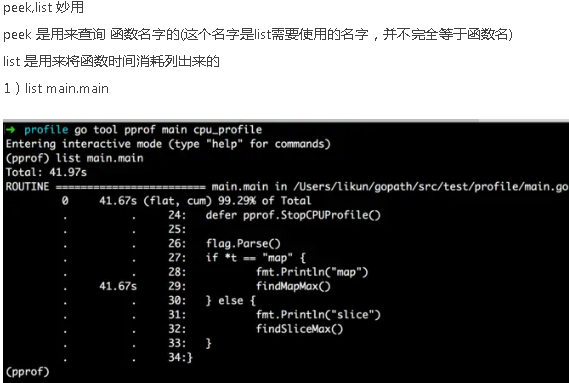 peek,list 妙用
peek 是用来查询 函数名字的(这个名字是list需要使用的名字，并不完全等于函数名)
list 是用来将函数时间消耗列出来的
1）list main.main
➜ profile go tool pprof main cpu_profile
Entering interactive mode (type "help" for commands)
(pprof) list main.main
Total: 41.97s
ROUTINE ======================== main.main in /Users/likun/gopath/src/test/profile/main.go
0 41.67s (flat, cum) 99.29% of Total
. . 24: defer pprof.StopCPUProfile()
. . 25:
. . 26: flag.Parse()
. . 27: if *t == "map" {
. . 28: fmt.Println("map")
. 41.67s 29: findMapMax()
. . 30: } else {
. . 31: fmt.Println("slice")
. . 32: findSliceMax()
. . 33: }
. . 34:}
(pprof)